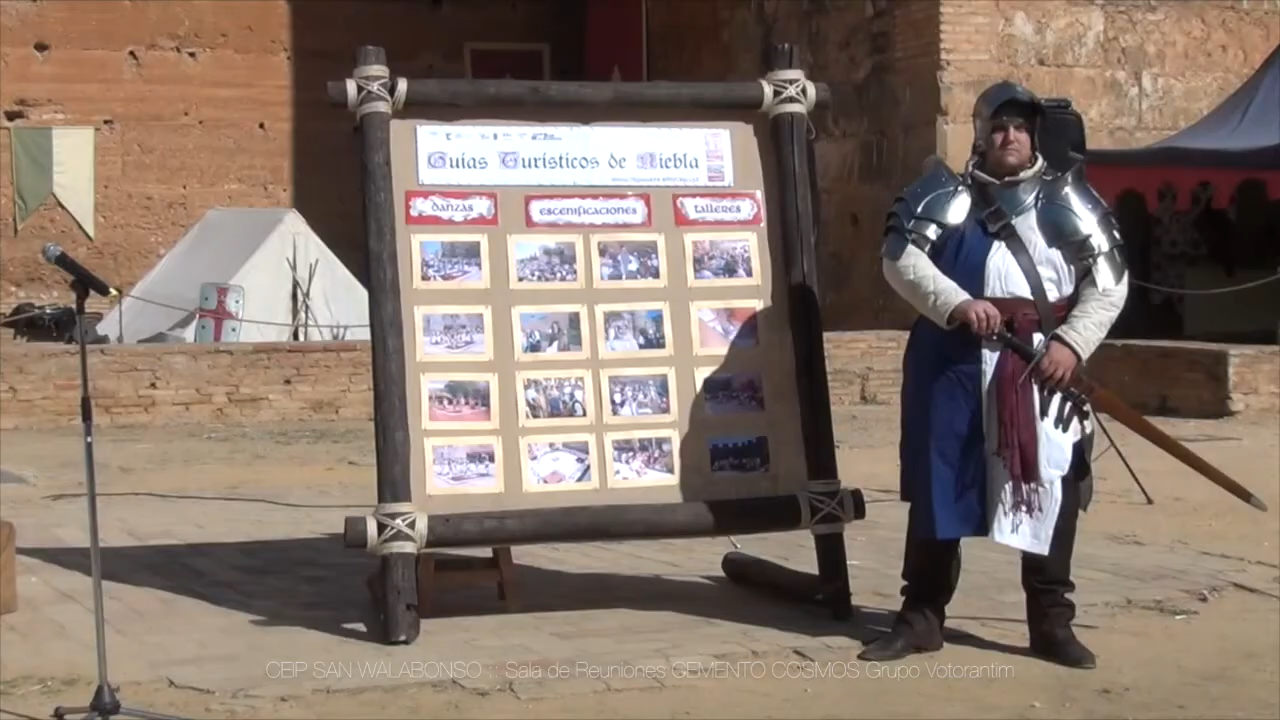 Guías Turísticos de Niebla
danzas
escenificaciones
talleres
CEIP SAN WALABONSO :: Sala de Reuniones CEMENTO COSMOS Grupo Votorantim